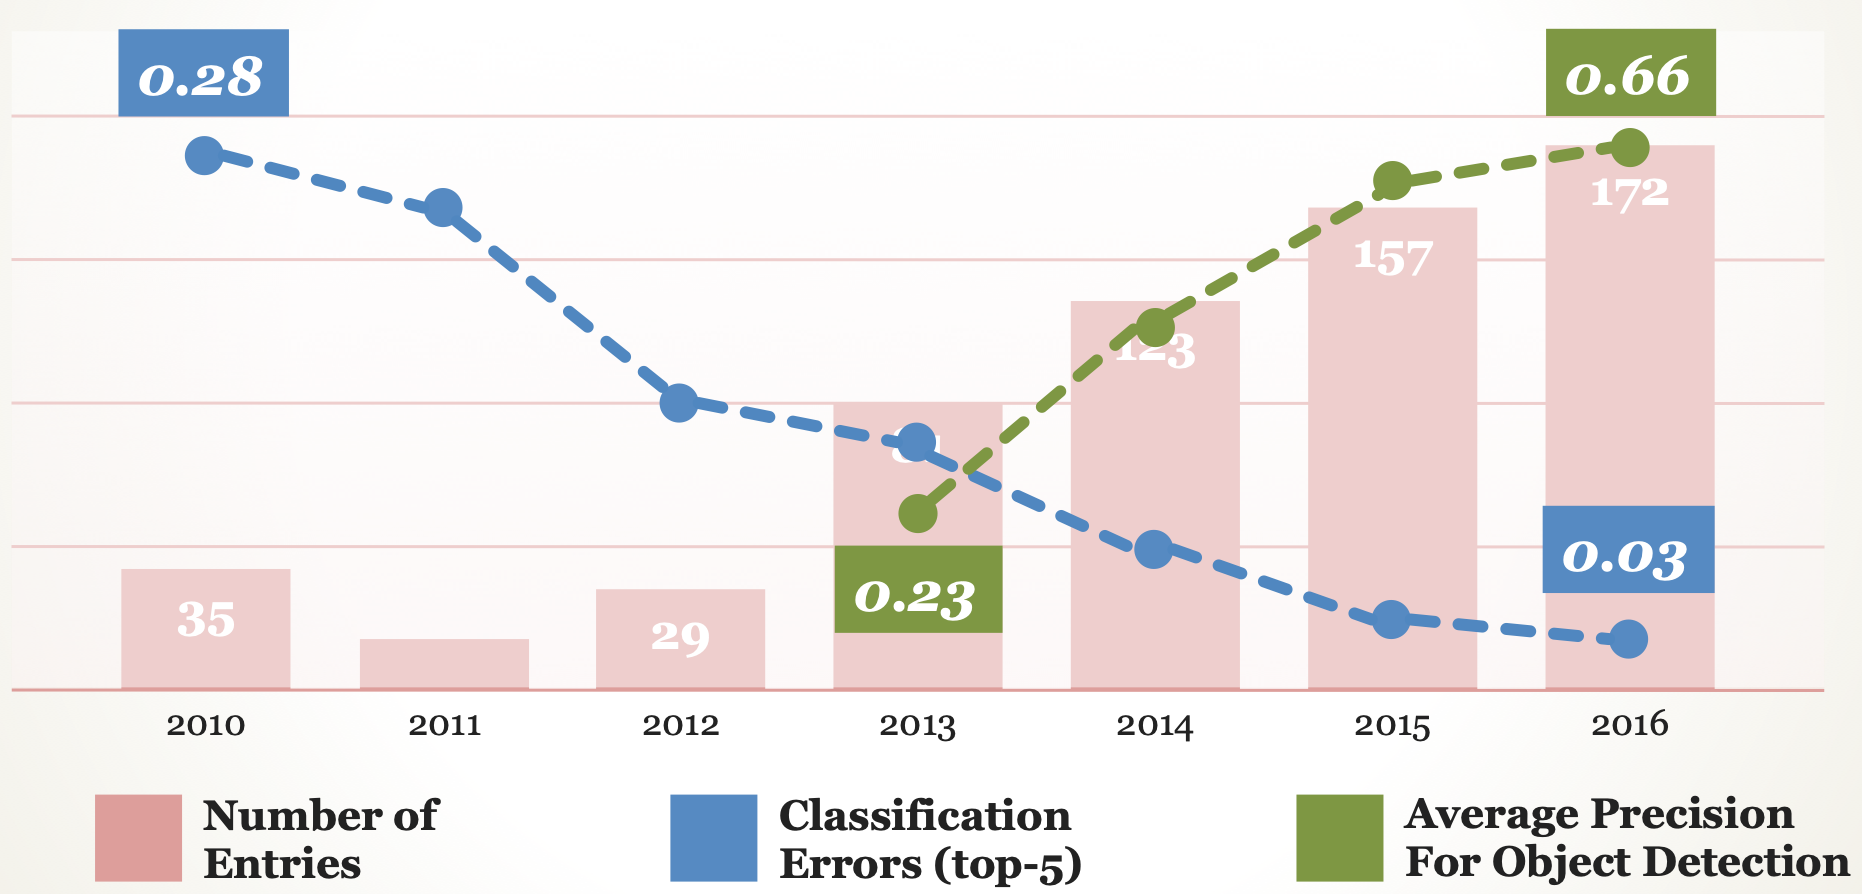 0.28
0.66
172
157
123
35
29
0.23
0.03
2010 2011 2012 2013 2014 2015 2016
Number of
Entries
Classification
Errors (top-5)
Average Precision
For Object Detection